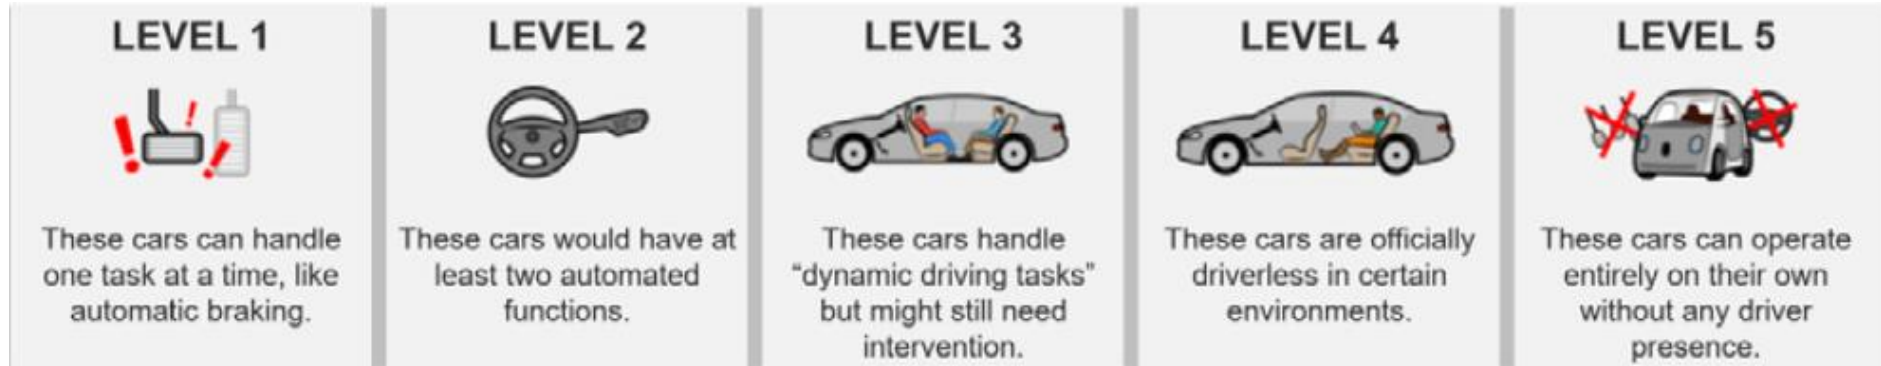 LEVEL 1
These cars can handle
one task at a time, like
automatic braking.
LEVEL 2
These cars would have at
least two automated
functions.
LEVEL 3
These cars handle
“dynamic driving tasks”
but might still need
intervention.
LEVEL 4
These cars are officially
driverless in certain
environments.
LEVEL 5
These cars can operate
entirely on their own
without any driver
presence.